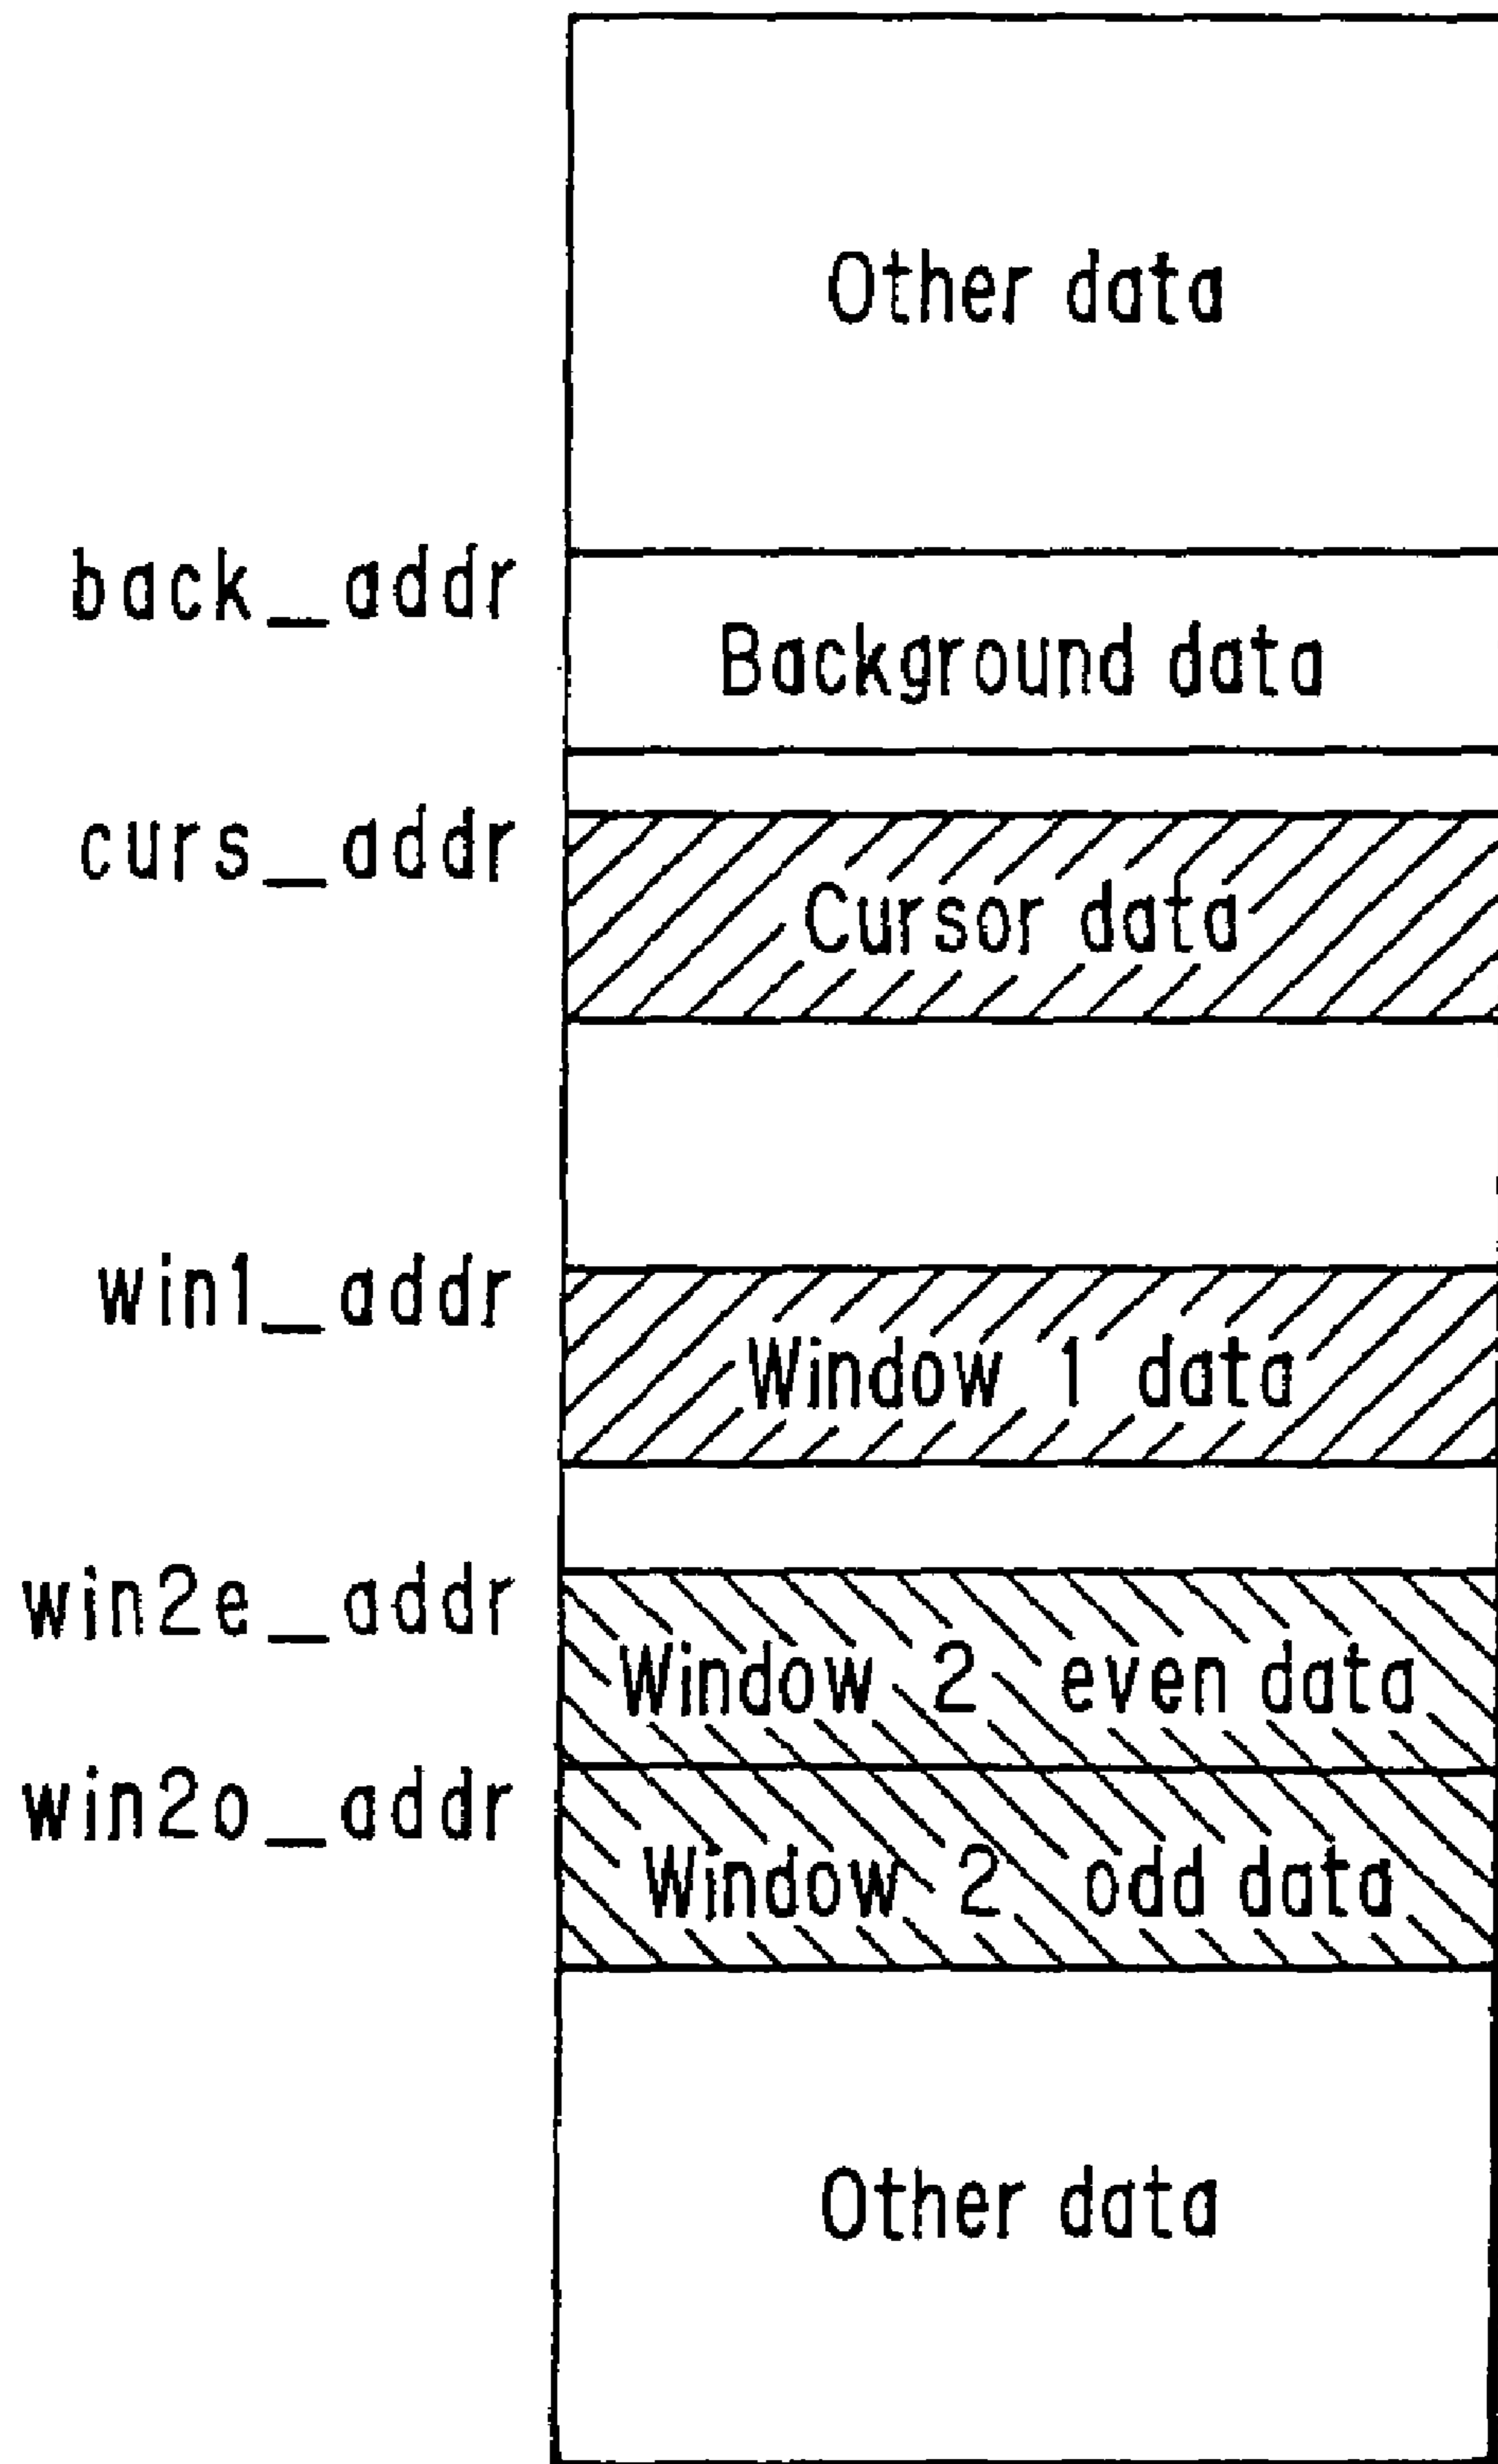 Other data
back_addr
Background data
curs_addr
Cursor data
win1_addr
Window 1 data
win2e_addr
Window 2 even data
win2o_addr
Window 2 odd data
Other data